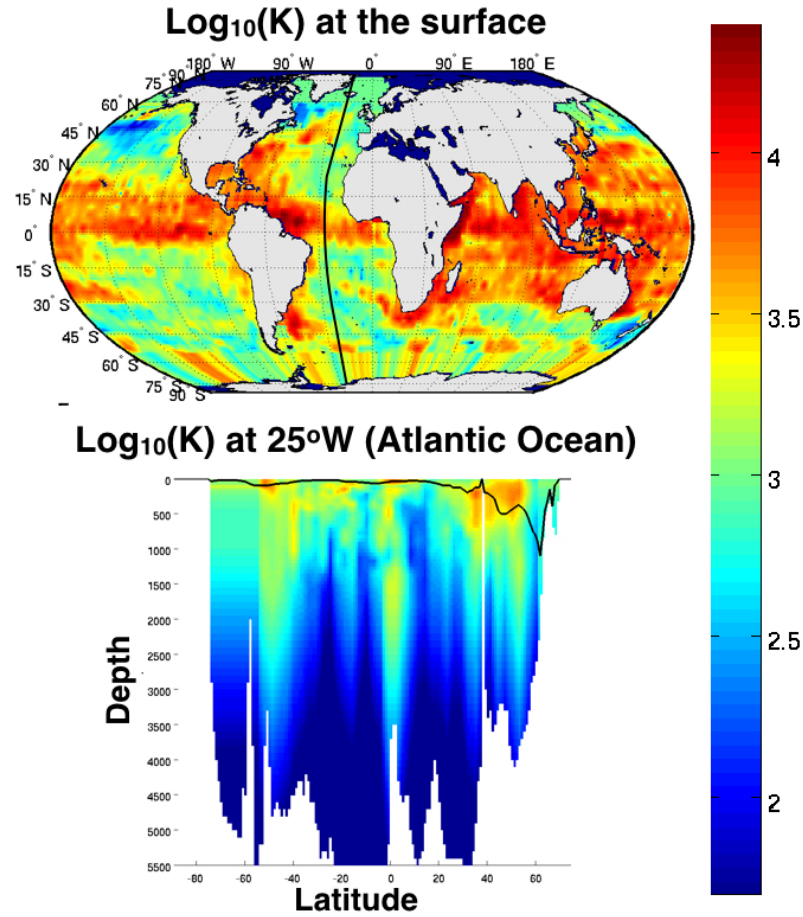 Log₁₀(K) at the surface
180° W 90° W 0° 90° E 180° E
90° N
75° N
60° N
45° N
30° N
15° N
0°
15° S
30° S
45° S
60° S
75° S
90° S
4
3.5
3
2.5
2
Log₁₀(K) at 25ºW (Atlantic Ocean)
0
500
1000
1500
2000
2500
3000
3500
4000
4500
5000
5500
Depth
-80 -60 -40 -20 0 20 40 60
Latitude